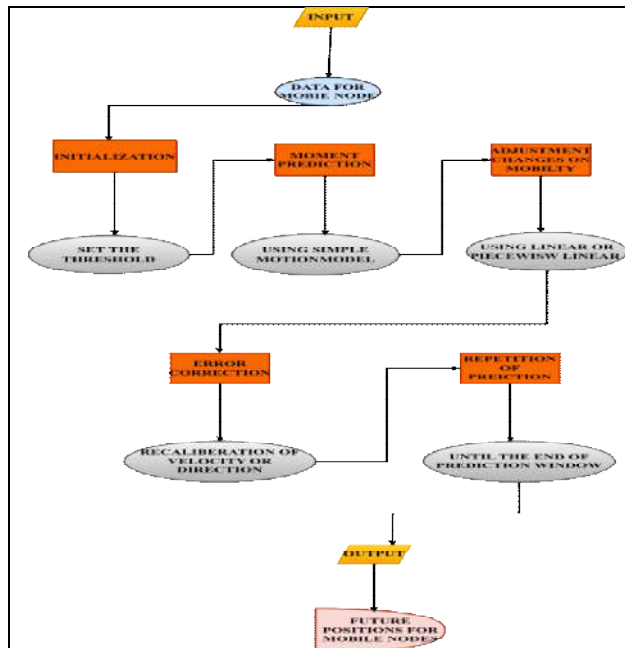 INPUT
DATA FOR
MOBIE NODE
INITIALIZATION
MOMENT
PREDICTION
ADJUSTMENT
CHANGES ON
MOBILTY
SET THE
THRESHOLD
USING SIMPLE
MOTIONMODEL
USING LINEAR OR
PIECEWISW LINEAR
ERROR
CORRECTION
REPETITION
OF
PREICTION
RECALIBERATION OF
VELOCITY OR
DIRECTION
UNTILL THE END OF
PREDICTION WINDOW
OUTPUT
FUTURE
POSITIONS FOR
MOBILE NODES